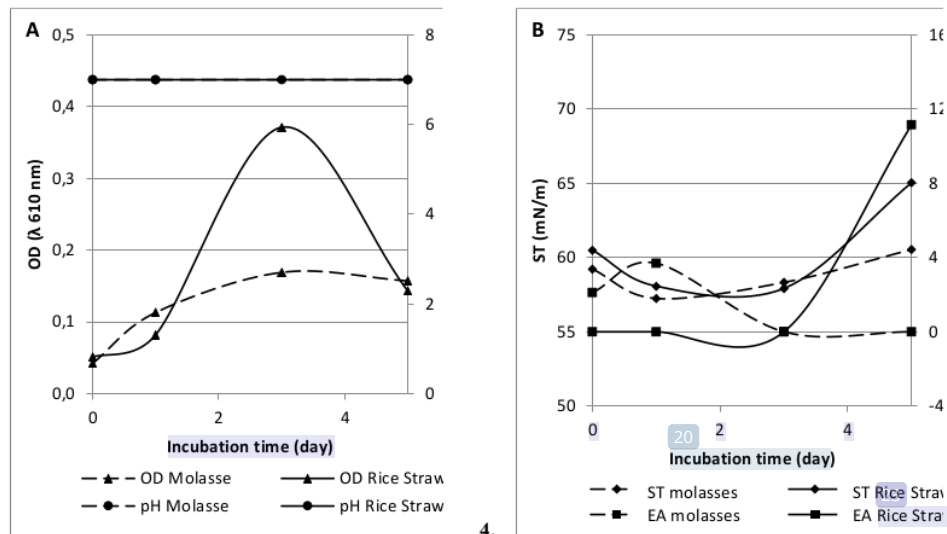 A
0,5
0,4
0,3
0,2
0,1
0,0
8
6
4
2
0
OD (λ 610 nm)
0 2 4
Incubation time (day)
OD Molasse OD Rice Straw
pH Molasse pH Rice Straw
4.
B
75
70
65
60
55
50
16
12
8
4
0
-4
ST (mN/m)
0 2 4
20
Incubation time (day)
ST molasses ST Rice Straw
EA molasses EA Rice Stra